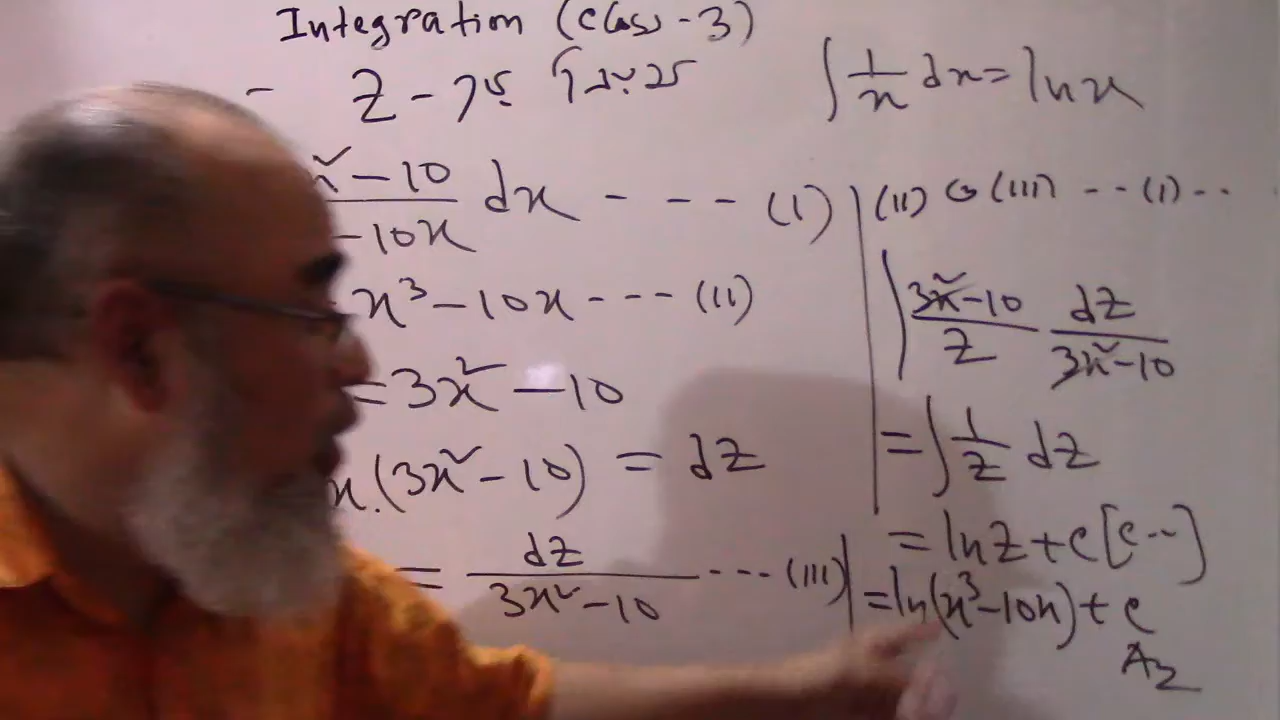 Integration (Class-3)
Z -
∫ 1/x dx = ln x
x² - 10 / - 10x dx - - - - (I)
x³ - 10x - - - (II)
= 3x² - 10
x.(3x² - 10) = dz
= dz / 3x² - 10 - - - (III)
(II) ও (III) - - - (I) - -
∫ 3x² - 10 / z dz / 3x² - 10
= ∫ 1/z dz
= ln z + c [c - -]
= ln(x³ - 10x) + c